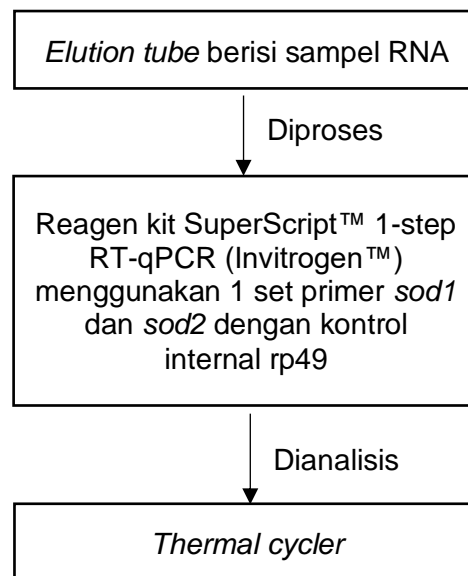 Elution tube berisi sampel RNA
Diproses
Reagen kit SuperScript™ 1-step
RT-qPCR (Invitrogen™)
menggunakan 1 set primer sod1
dan sod2 dengan kontrol
internal rp49
Dianalisis
Thermal cycler